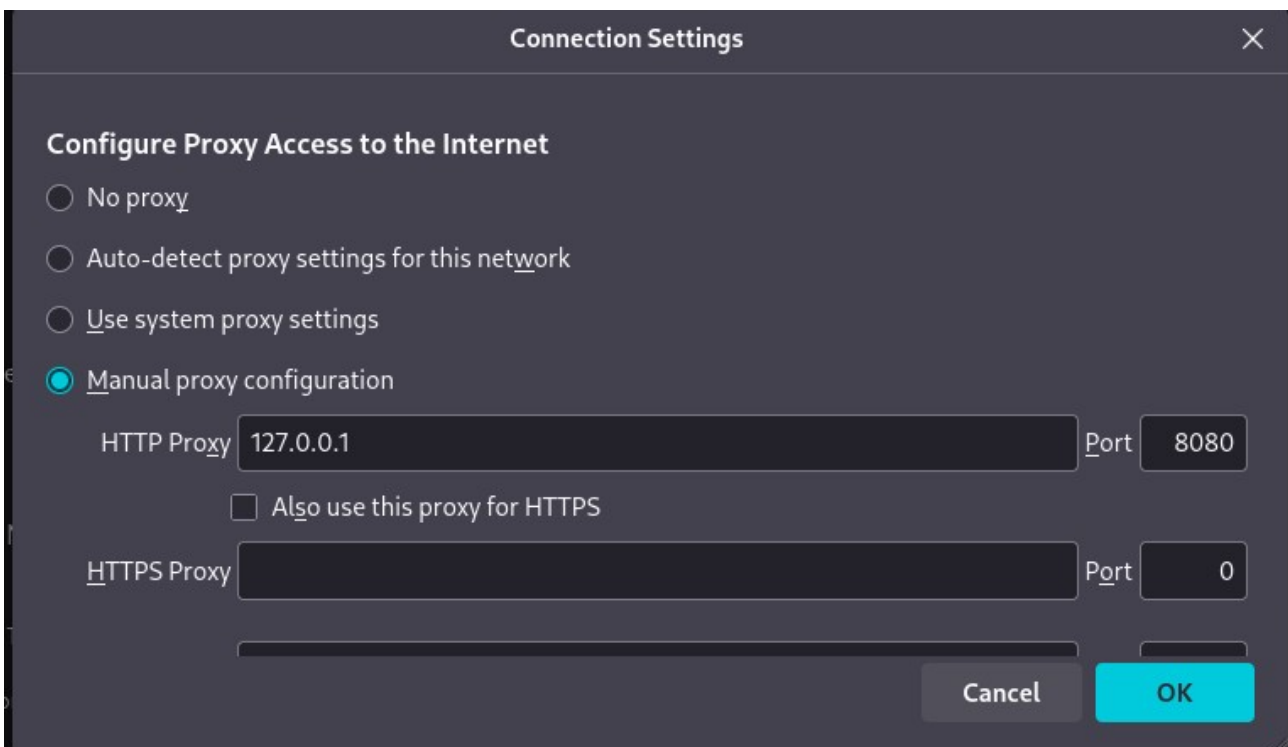 Connection Settings
Configure Proxy Access to the Internet
No proxy
Auto-detect proxy settings for this network
Use system proxy settings
Manual proxy configuration
HTTP Proxy 127.0.0.1 Port 8080
Also use this proxy for HTTPS
HTTPS Proxy Port 0
Cancel OK